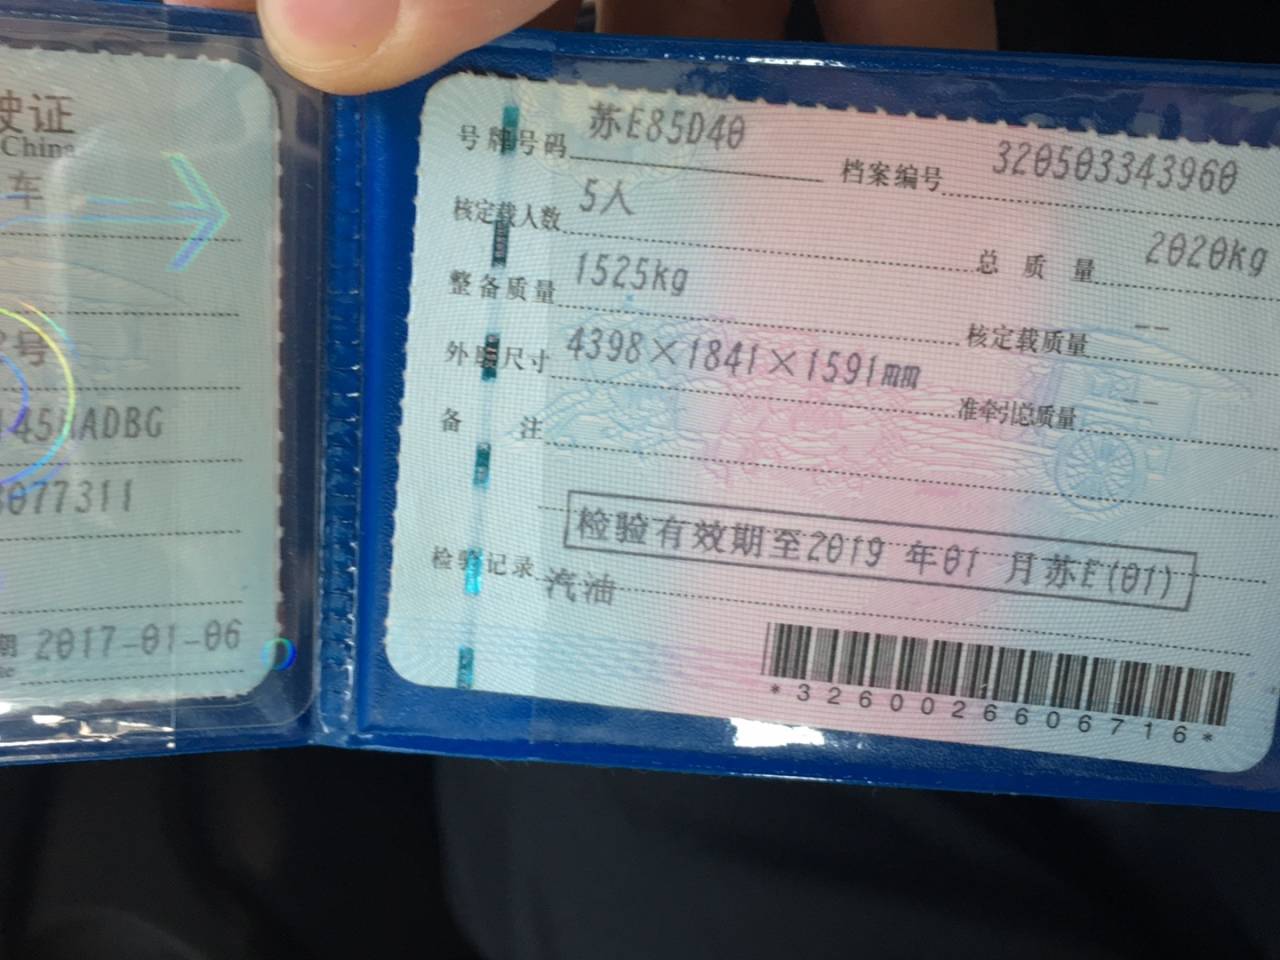 驶证
China
车
号
145HADBG
3077311
期 2017-01-06
号牌号码 苏E85D40 档案编号 320503343960
核定载人数 5人 总质量 2020kg
整备质量 1525kg 核定载质量 --
外廓尺寸 4398×1841×1591mm 准牵引总质量 --
备注
检验有效期至2019 年01 月苏E(01)
检验记录 汽油
*3260026606716*